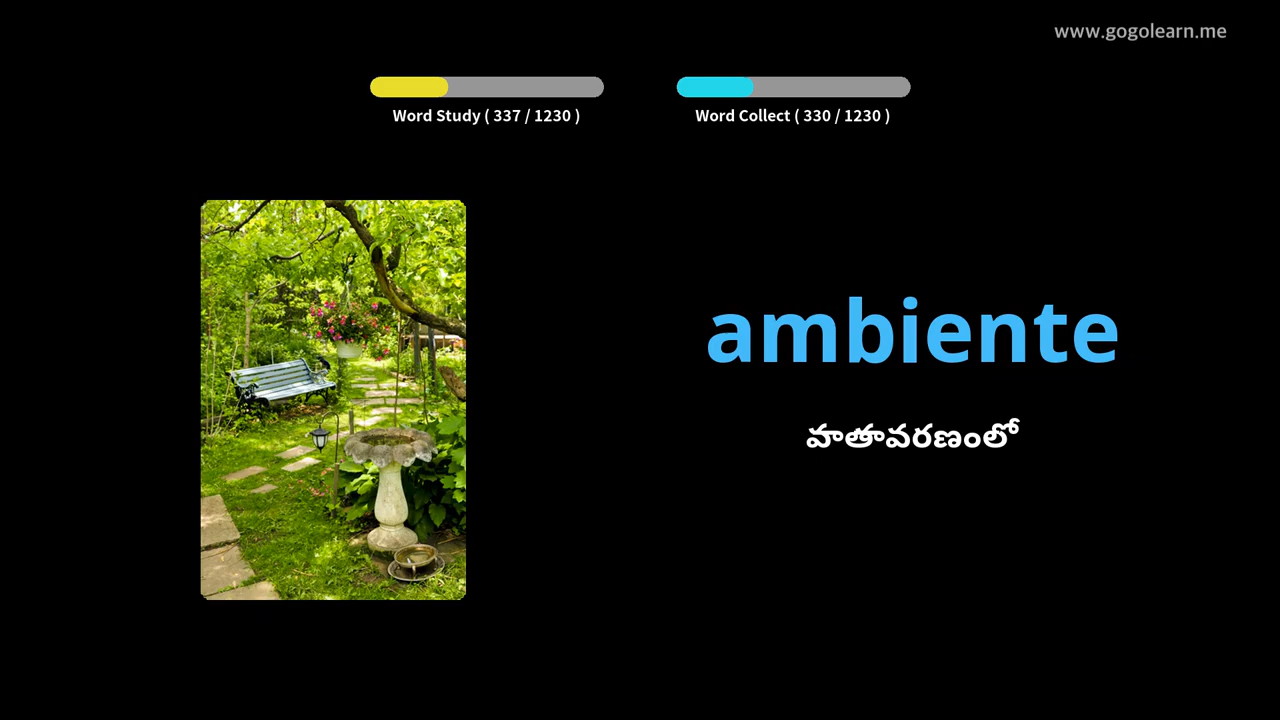 www.gogolearn.me
Word Study ( 337 / 1230 )
Word Collect ( 330 / 1230 )
ambiente
వాతావరణంలో